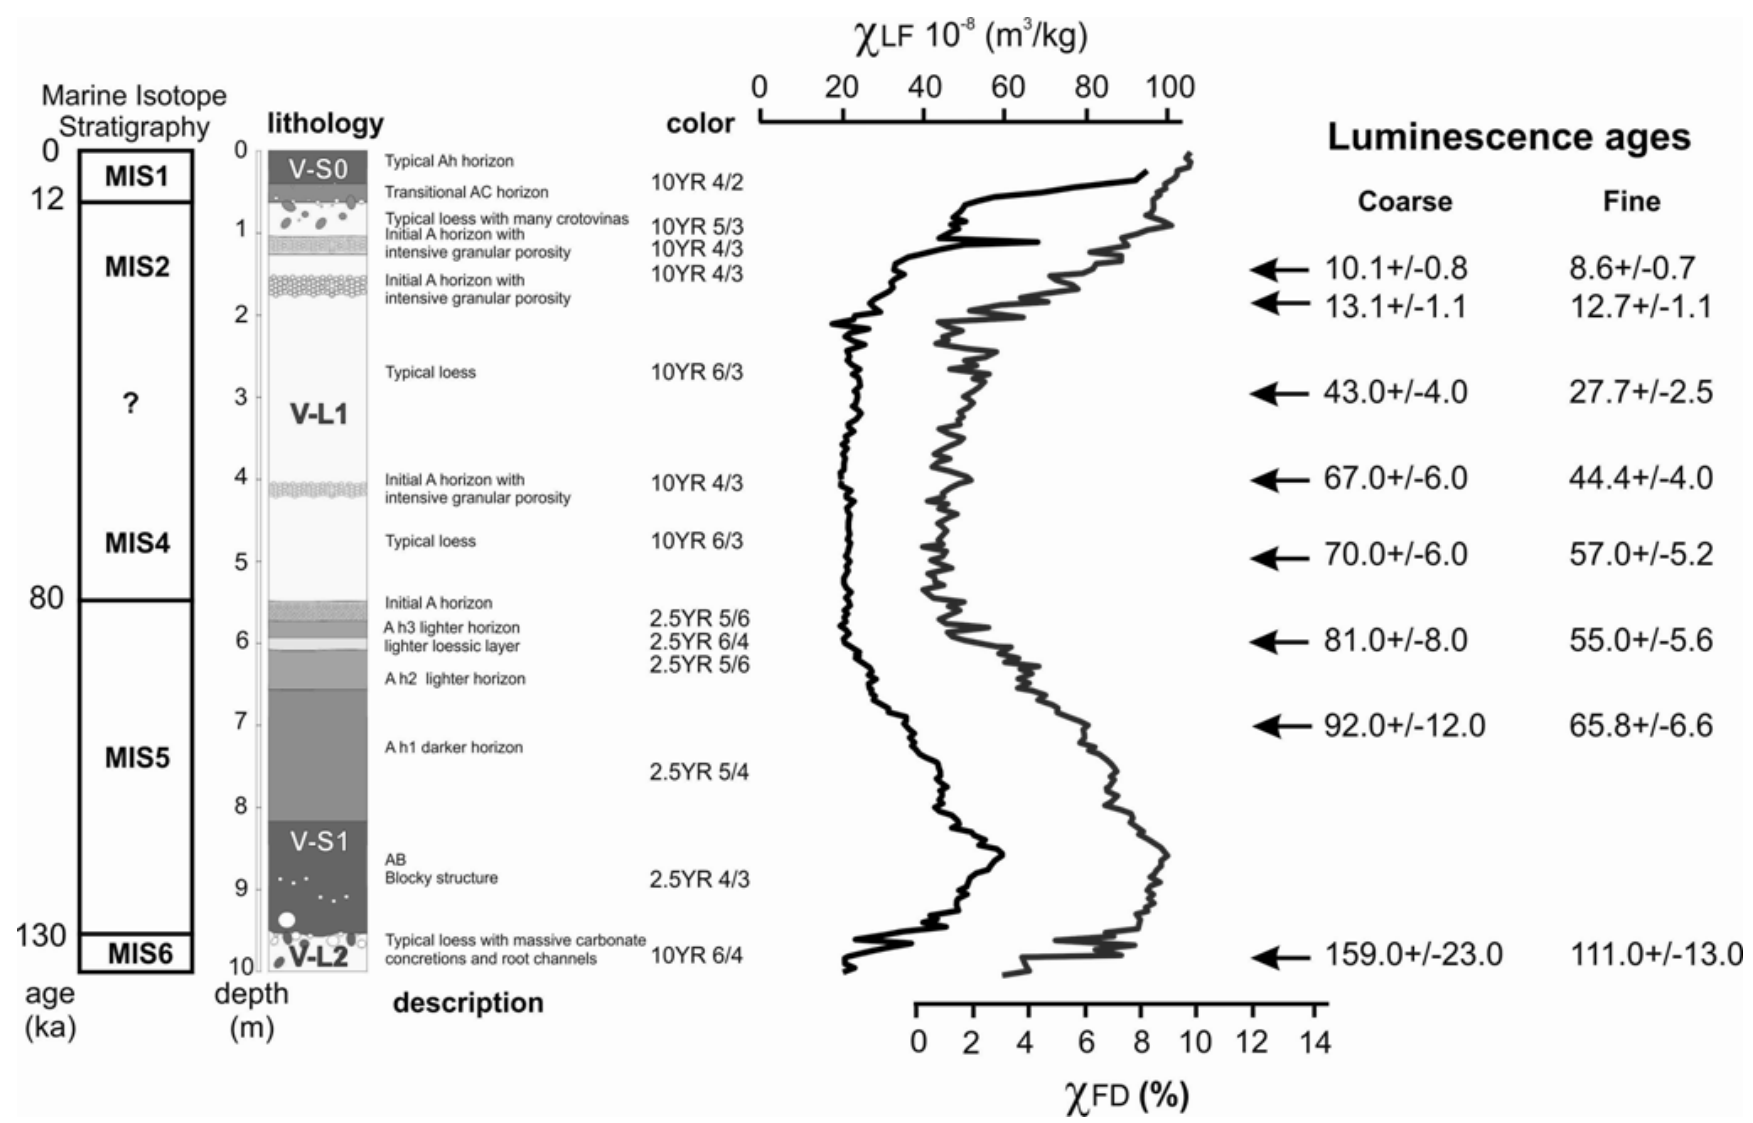 χLF 10⁻⁸ (m³/kg)
0 20 40 60 80 100
Marine Isotope
Stratigraphy
lithology
color
Luminescence ages
Coarse Fine
0
12
80
130
MIS1
MIS2
?
MIS4
MIS5
MIS6
age
(ka)
0
1
2
3
4
5
6
7
8
9
10
depth
(m)
V-S0
V-L1
V-S1
V-L2
Typical Ah horizon
Transitional AC horizon
Typical loess with many crotovinas
Initial A horizon with
intensive granular porosity
Initial A horizon with
intensive granular porosity
Typical loess
Initial A horizon with
intensive granular porosity
Typical loess
Initial A horizon
A h3 lighter horizon
lighter loessic layer
A h2 lighter horizon
A h1 darker horizon
AB
Blocky structure
Typical loess with massive carbonate
concretions and root channels
description
10YR 4/2
10YR 5/3
10YR 4/3
10YR 4/3
10YR 6/3
10YR 4/3
10YR 6/3
2.5YR 5/6
2.5YR 6/4
2.5YR 5/6
2.5YR 5/4
2.5YR 4/3
10YR 6/4
10.1+/-0.8 8.6+/-0.7
13.1+/-1.1 12.7+/-1.1
43.0+/-4.0 27.7+/-2.5
67.0+/-6.0 44.4+/-4.0
70.0+/-6.0 57.0+/-5.2
81.0+/-8.0 55.0+/-5.6
92.0+/-12.0 65.8+/-6.6
159.0+/-23.0 111.0+/-13.0
0 2 4 6 8 10 12 14
χFD (%)